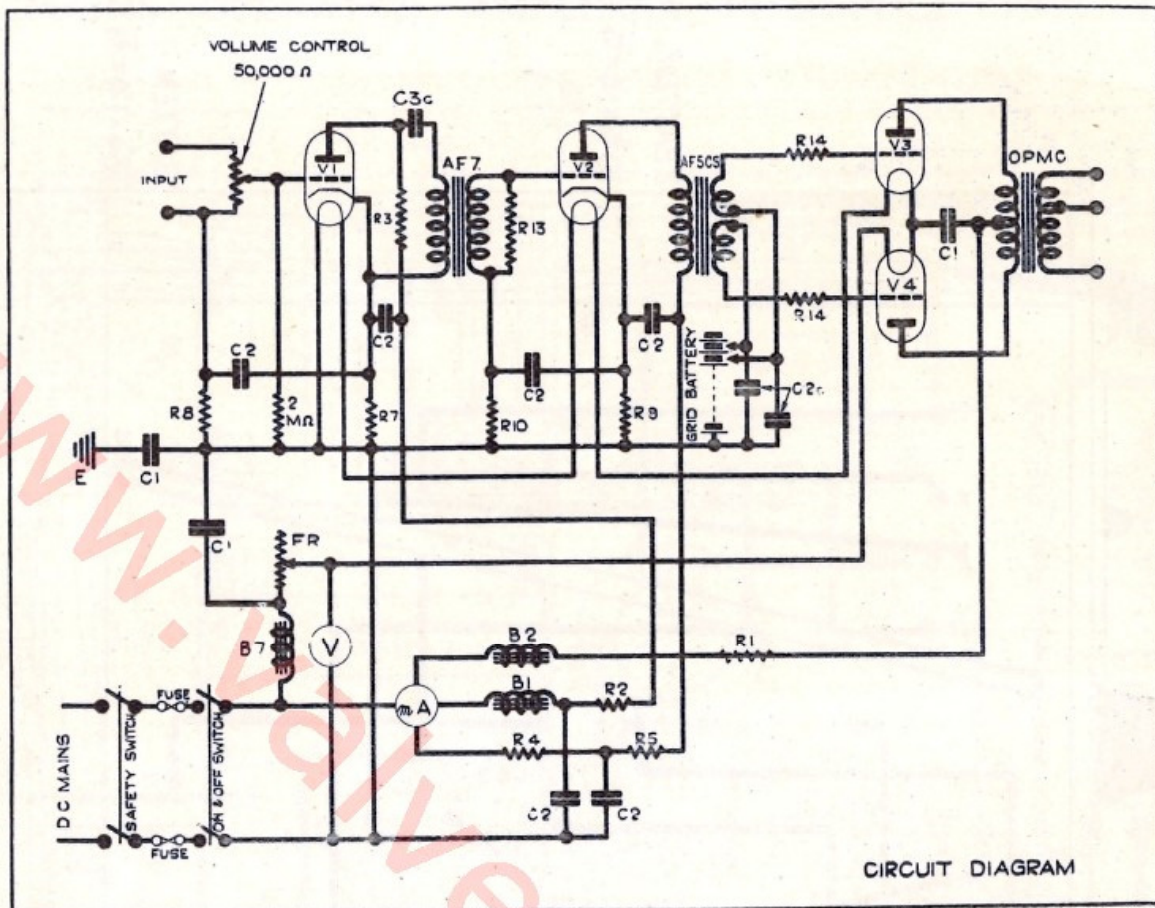 VOLUME CONTROL
50,000 Ω
INPUT
C3c
V1
AF7
R3
R13
V2
AF5CS
R14
V3
OPMC
C1
V4
R14
C2
C2
C2
C2
R8
2
MΩ
R7
R10
R9
GRID BATTERY
C2c
E
C1
C1
FR
B7
V
B2
R1
B1
mA
R2
R4
R5
C2
C2
DC MAINS
SAFETY SWITCH
FUSE
FUSE
ON & OFF SWITCH
CIRCUIT DIAGRAM
www.valve